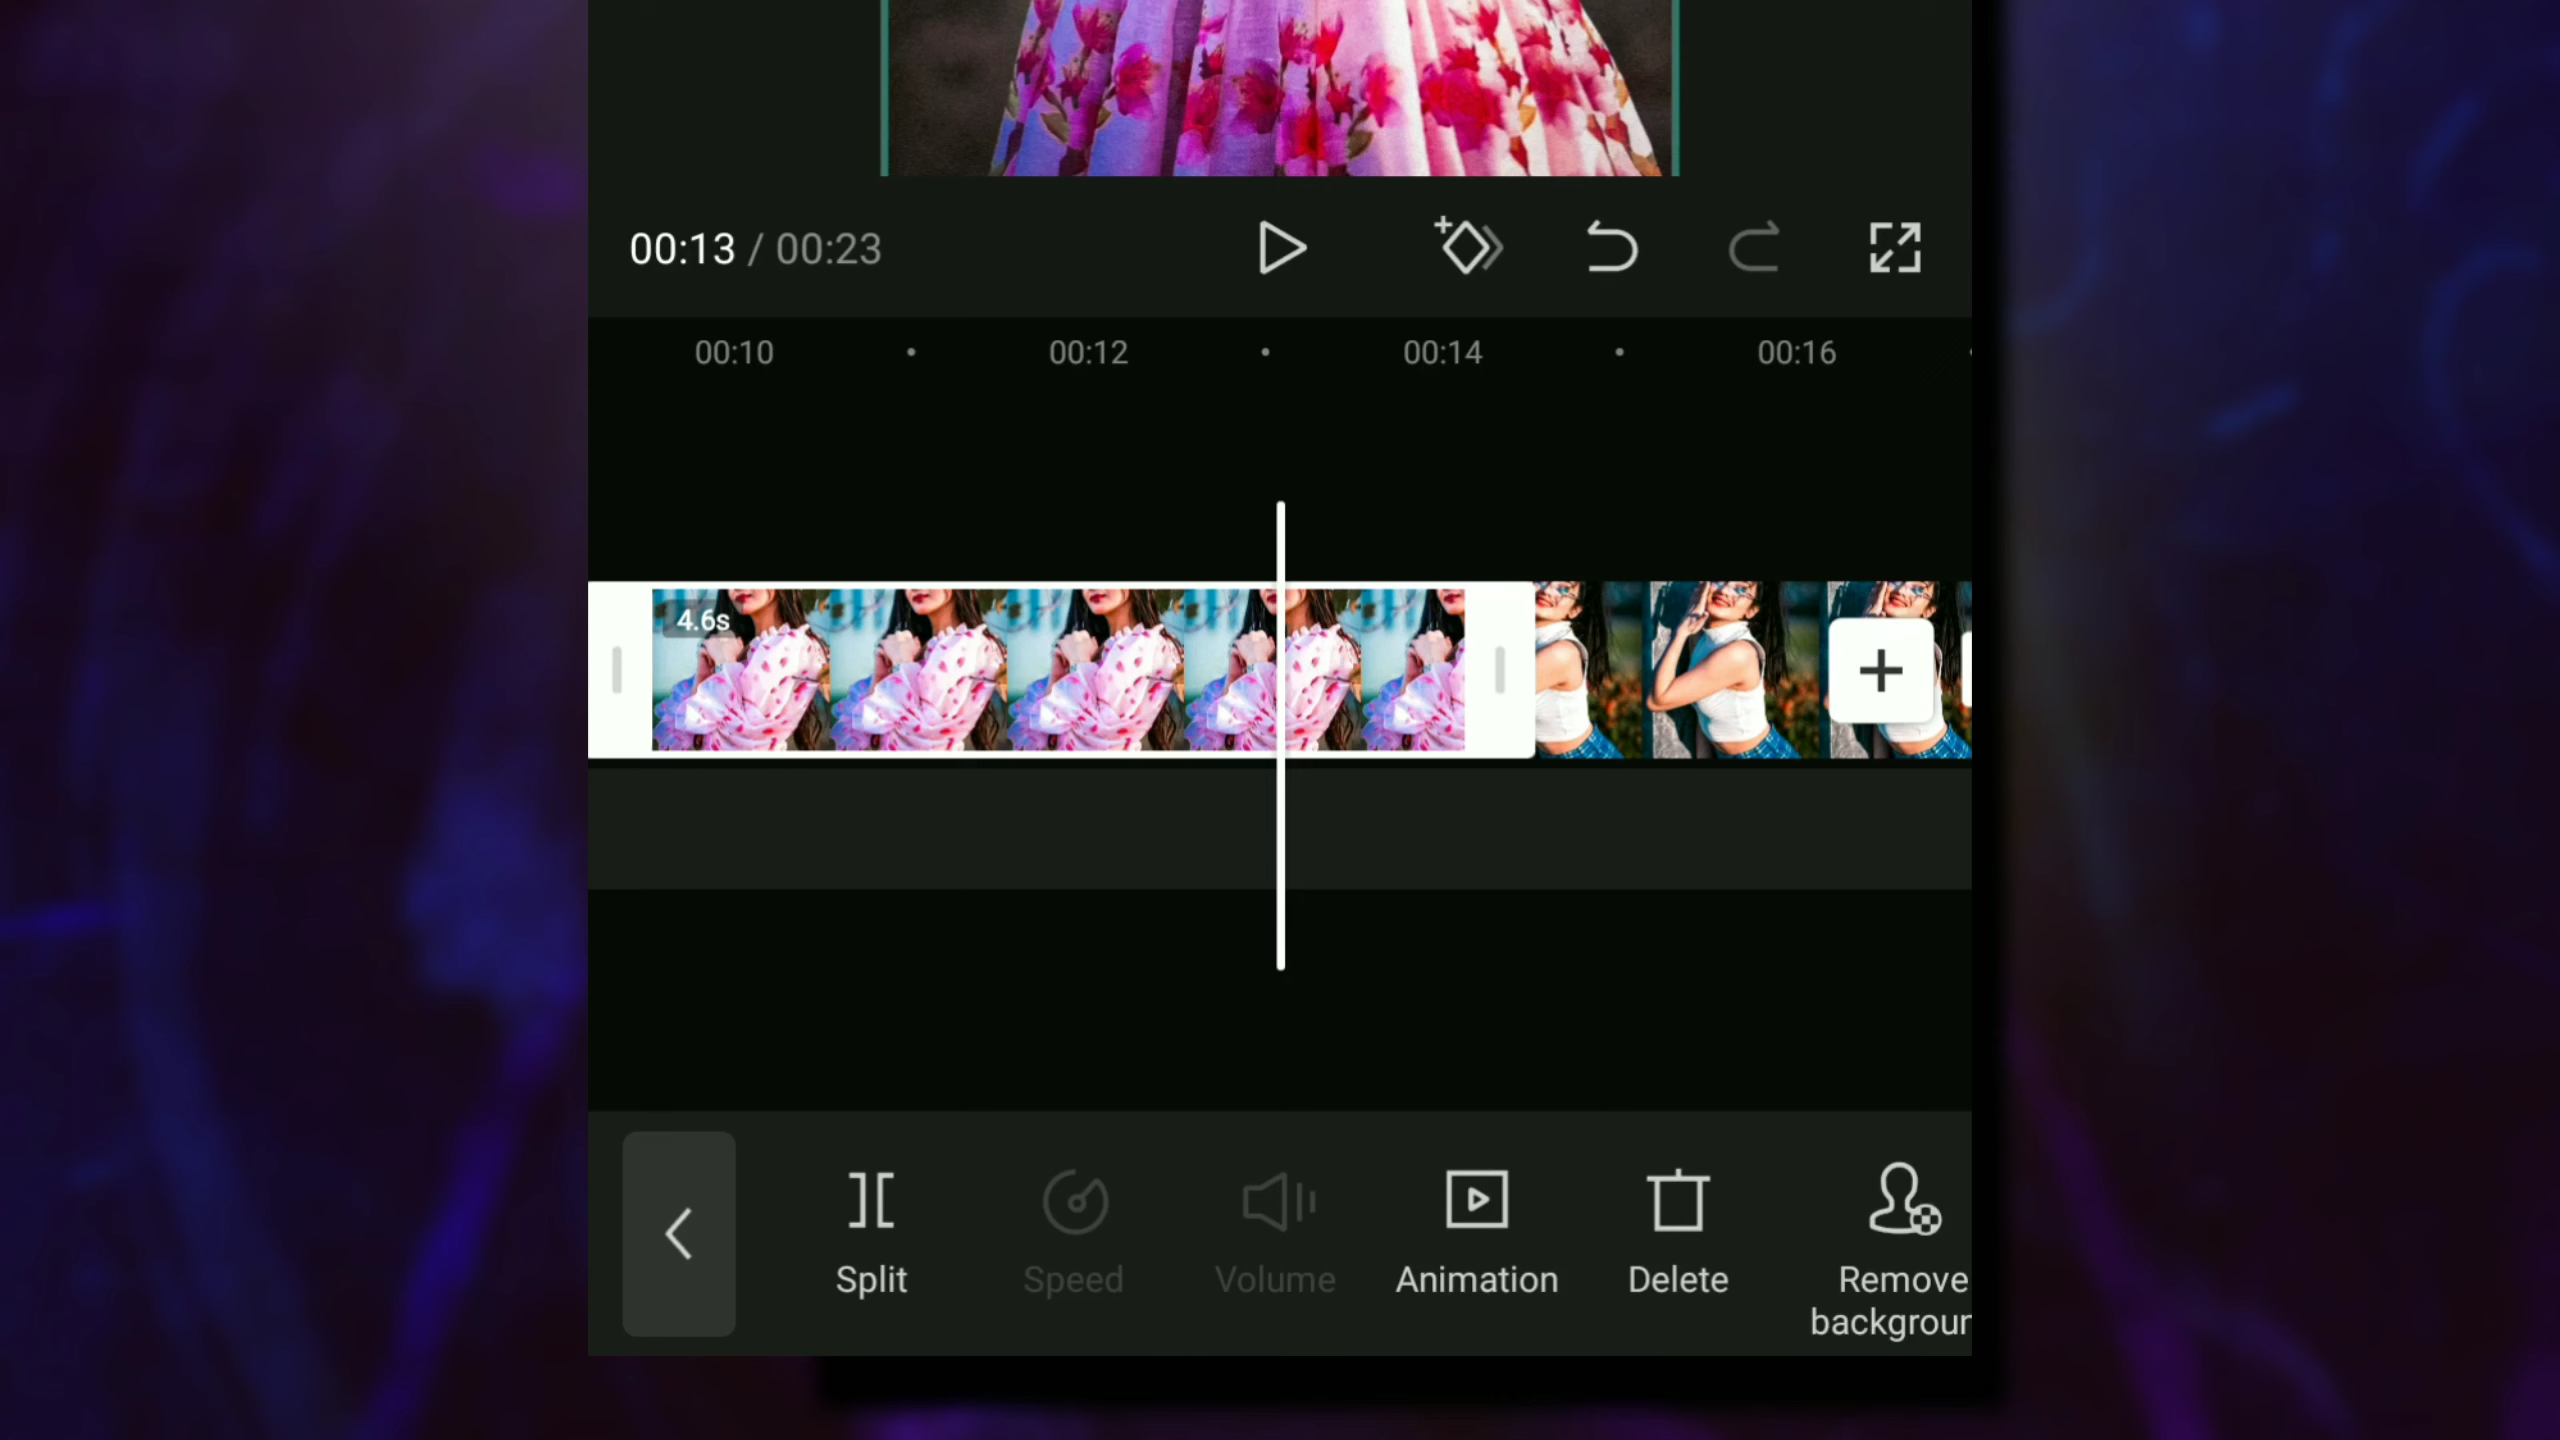 00:13 / 00:23
00:10 00:12 00:14 00:16
4.6s
Split Speed Volume Animation Delete Remove
backgroun